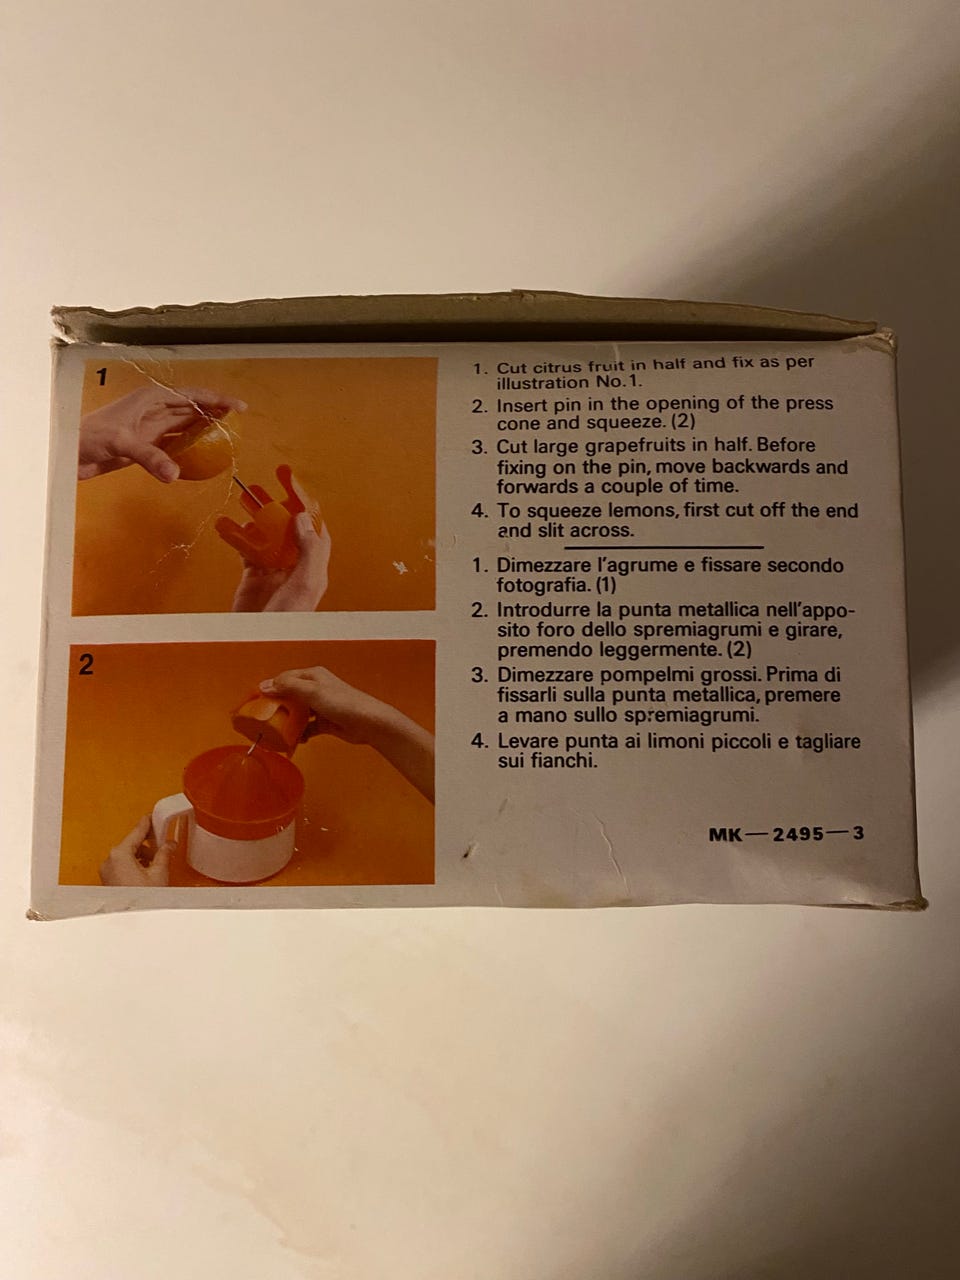 1
1. Cut citrus fruit in half and fix as per
illustration No.1.
2. Insert pin in the opening of the press
cone and squeeze. (2)
3. Cut large grapefruits in half. Before
fixing on the pin, move backwards and
forwards a couple of time.
4. To squeeze lemons, first cut off the end
and slit across.
1. Dimezzare l'agrume e fissare secondo
fotografia. (1)
2. Introdurre la punta metallica nell'appo-
sito foro dello spremiagrumi e girare,
premendo leggermente. (2)
3. Dimezzare pompelmi grossi. Prima di
fissarli sulla punta metallica, premere
a mano sullo spremiagrumi.
4. Levare punta ai limoni piccoli e tagliare
sui fianchi.
2
MK—2495—3